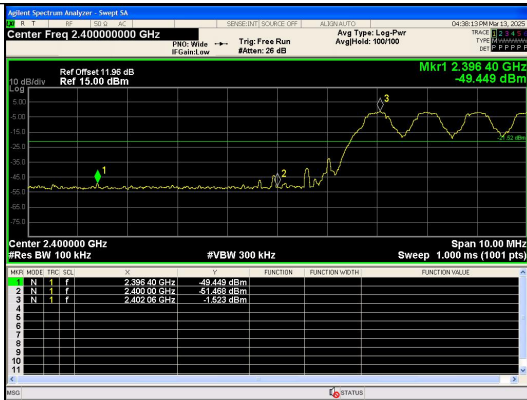 Agilent Spectrum Analyzer - Swept SA
R T RF 50 Ω AC SENSE:INT SOURCE OFF ALIGN AUTO 04:38:13 PM Mar 13, 2025
Center Freq 2.400000000 GHz
PNO: Wide
IFGain:Low
Trig: Free Run
#Atten: 26 dB
Avg Type: Log-Pwr
Avg|Hold: 100/100
TRACE 1 2 3 4 5 6
TYPE
DET P P P P P P
Ref Offset 11.96 dB
Ref 15.00 dBm
10 dB/div
Log
Mkr1 2.396 40 GHz
-49.449 dBm
5.00
-5.00
-15.0
-25.0
-35.0
-45.0
-55.0
-65.0
-75.0
1
2
3
-21.52 dBm
Center 2.400000 GHz
Span 10.00 MHz
#Res BW 100 kHz
#VBW 300 kHz
Sweep 1.000 ms (1001 pts)
MKR MODE TRC SCL X Y FUNCTION FUNCTION WIDTH FUNCTION VALUE
1 N 1 f 2.396 40 GHz -49.449 dBm
2 N 1 f 2.400 00 GHz -51.468 dBm
3 N 1 f 2.402 06 GHz -1.523 dBm
4
5
6
7
8
9
10
11
MSG
STATUS